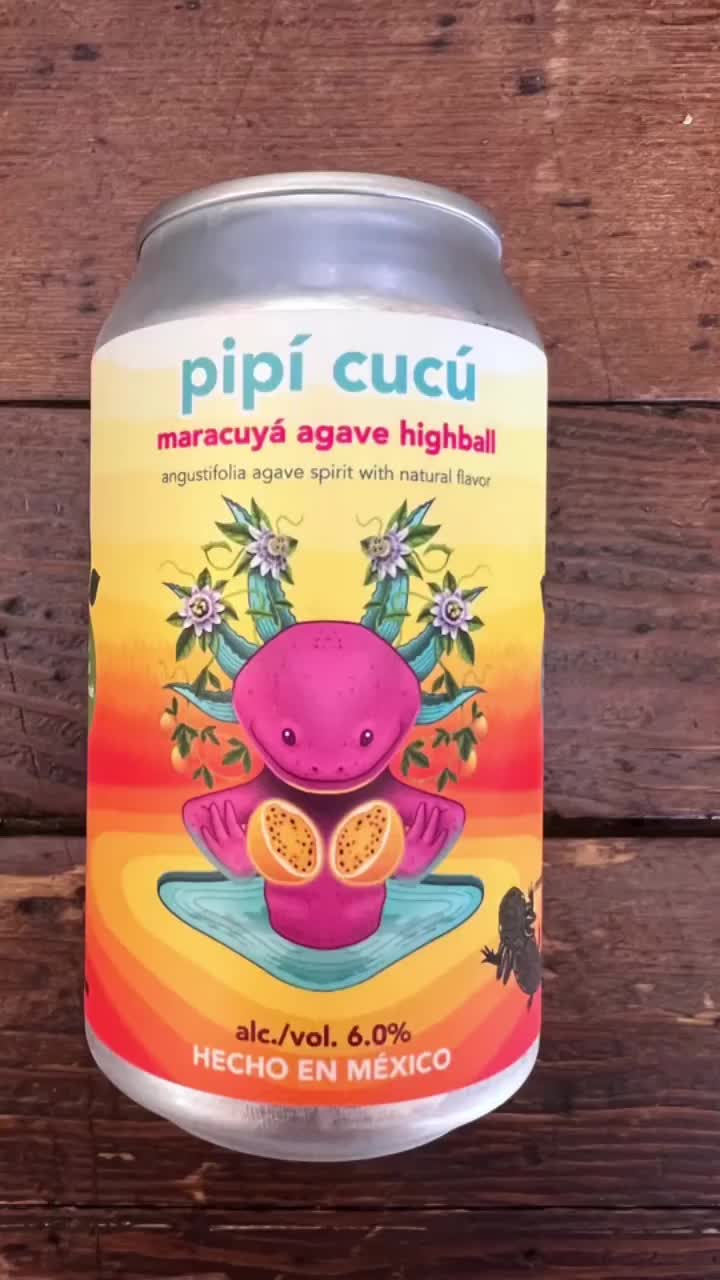 pipí cucú
maracuyá agave highball
angustifolia agave spirit with natural flavor
alc./vol. 6.0%
HECHO EN MÉXICO